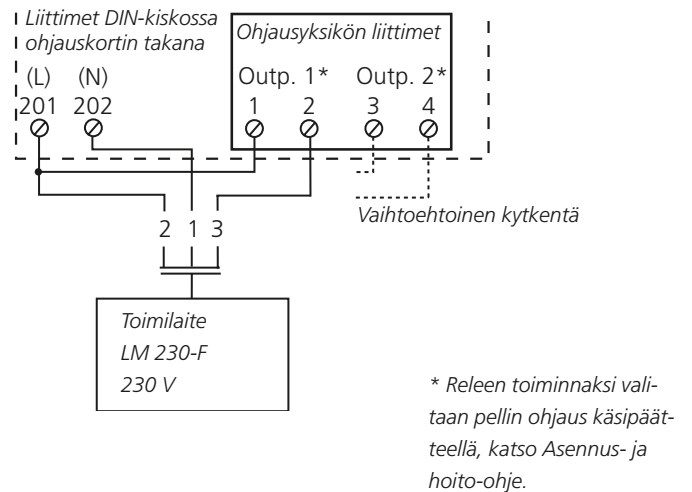 Liittimet DIN-kiskossa
ohjauskortin takana
Ohjausyksikön liittimet
(L) (N)
201 202
Outp. 1* Outp. 2*
1 2 3 4
Vaihtoehtoinen kytkentä
2 1 3
Toimilaite
LM 230-F
230 V
* Releen toiminnaksi vali-
taan pellin ohjaus käsipäät-
teellä, katso Asennus- ja
hoito-ohje.